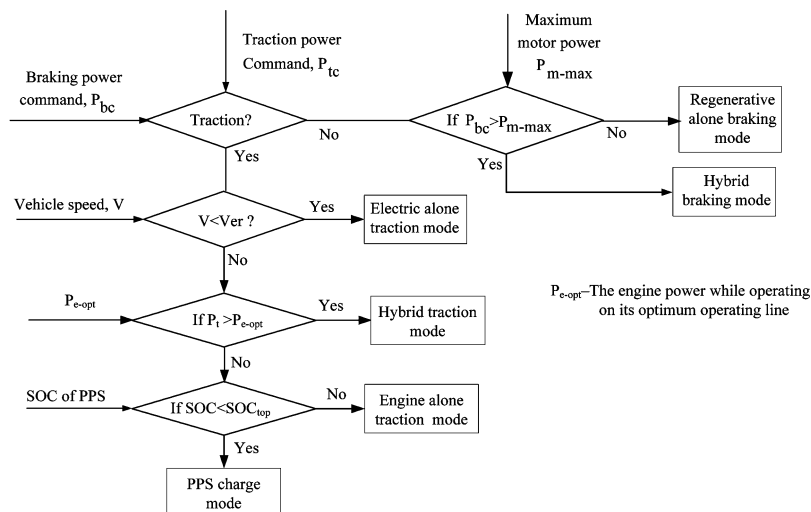 Traction power
Command, P_tc
Maximum
motor power
P_m-max
Braking power
command, P_bc
Traction?
No
If P_bc>P_m-max
No
Regenerative
alone braking
mode
Yes
Yes
Hybrid
braking mode
Vehicle speed, V
V<Ver ?
Yes
Electric alone
traction mode
No
P_e-opt
If P_t >P_e-opt
Yes
Hybrid traction
mode
P_e-opt–The engine power while operating
on its optimum operating line
No
SOC of PPS
If SOC<SOC_top
No
Engine alone
traction mode
Yes
PPS charge
mode